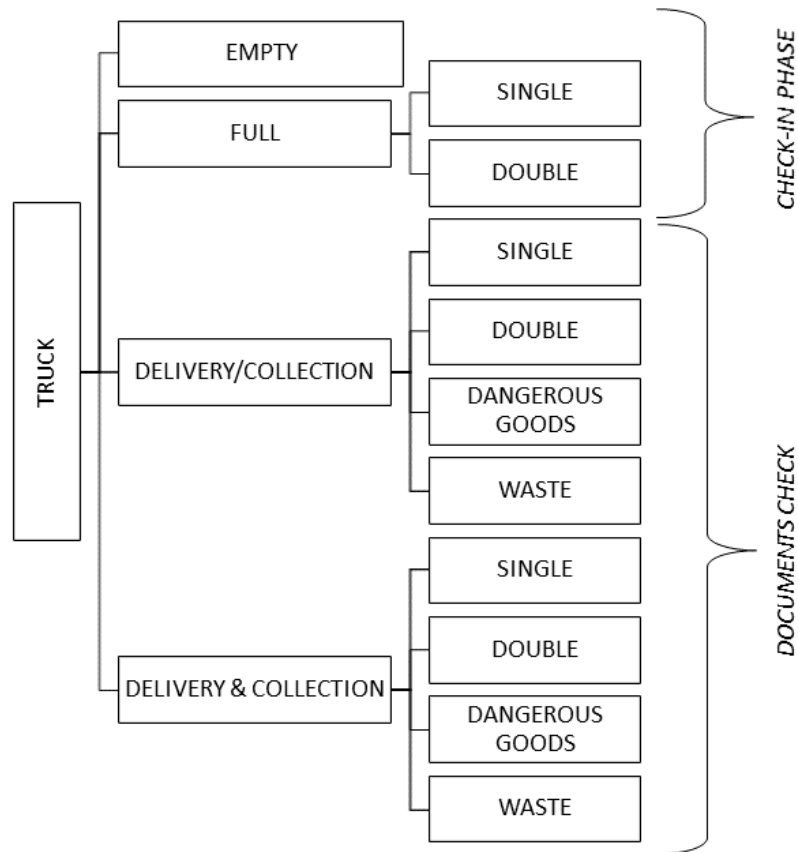 TRUCK
EMPTY
FULL
SINGLE
DOUBLE
CHECK-IN PHASE
DELIVERY/COLLECTION
SINGLE
DOUBLE
DANGEROUS
GOODS
WASTE
DELIVERY & COLLECTION
SINGLE
DOUBLE
DANGEROUS
GOODS
WASTE
DOCUMENTS CHECK